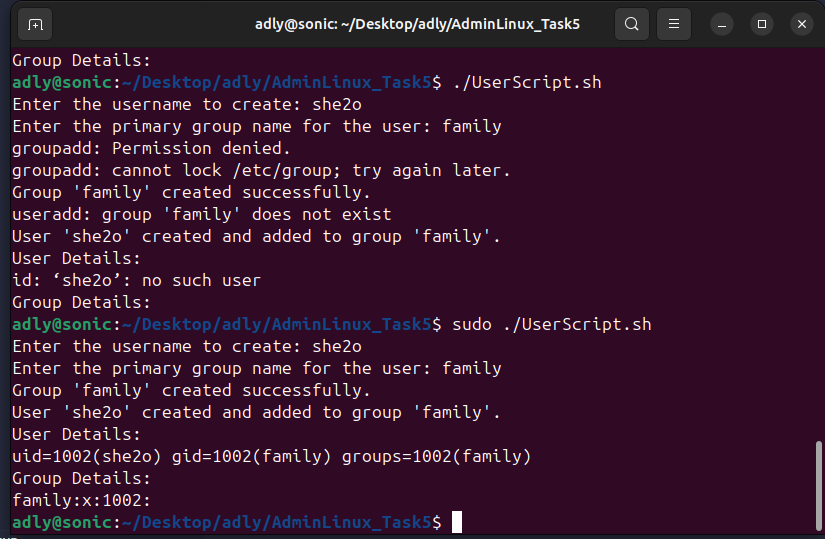 adly@sonic: ~/Desktop/adly/AdminLinux_Task5
Group Details:
adly@sonic:~/Desktop/adly/AdminLinux_Task5$ ./UserScript.sh
Enter the username to create: she2o
Enter the primary group name for the user: family
groupadd: Permission denied.
groupadd: cannot lock /etc/group; try again later.
Group 'family' created successfully.
useradd: group 'family' does not exist
User 'she2o' created and added to group 'family'.
User Details:
id: ‘she2o’: no such user
Group Details:
adly@sonic:~/Desktop/adly/AdminLinux_Task5$ sudo ./UserScript.sh
Enter the username to create: she2o
Enter the primary group name for the user: family
Group 'family' created successfully.
User 'she2o' created and added to group 'family'.
User Details:
uid=1002(she2o) gid=1002(family) groups=1002(family)
Group Details:
family:x:1002:
adly@sonic:~/Desktop/adly/AdminLinux_Task5$